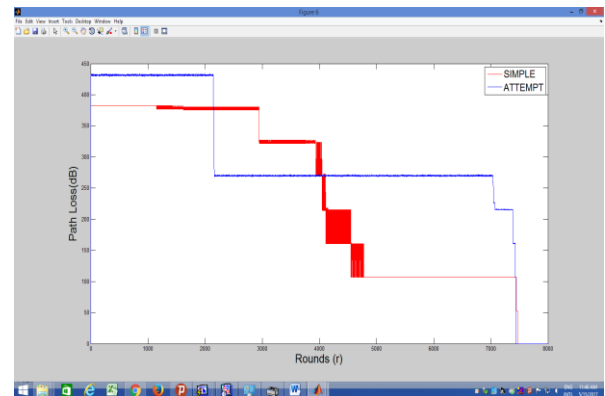 Figure 6
File Edit View Insert Tools Desktop Window Help
450
400
350
300
250
200
150
100
50
0
Path Loss(dB)
SIMPLE
ATTEMPT
0 1000 2000 3000 4000 5000 6000 7000 8000
Rounds (r)